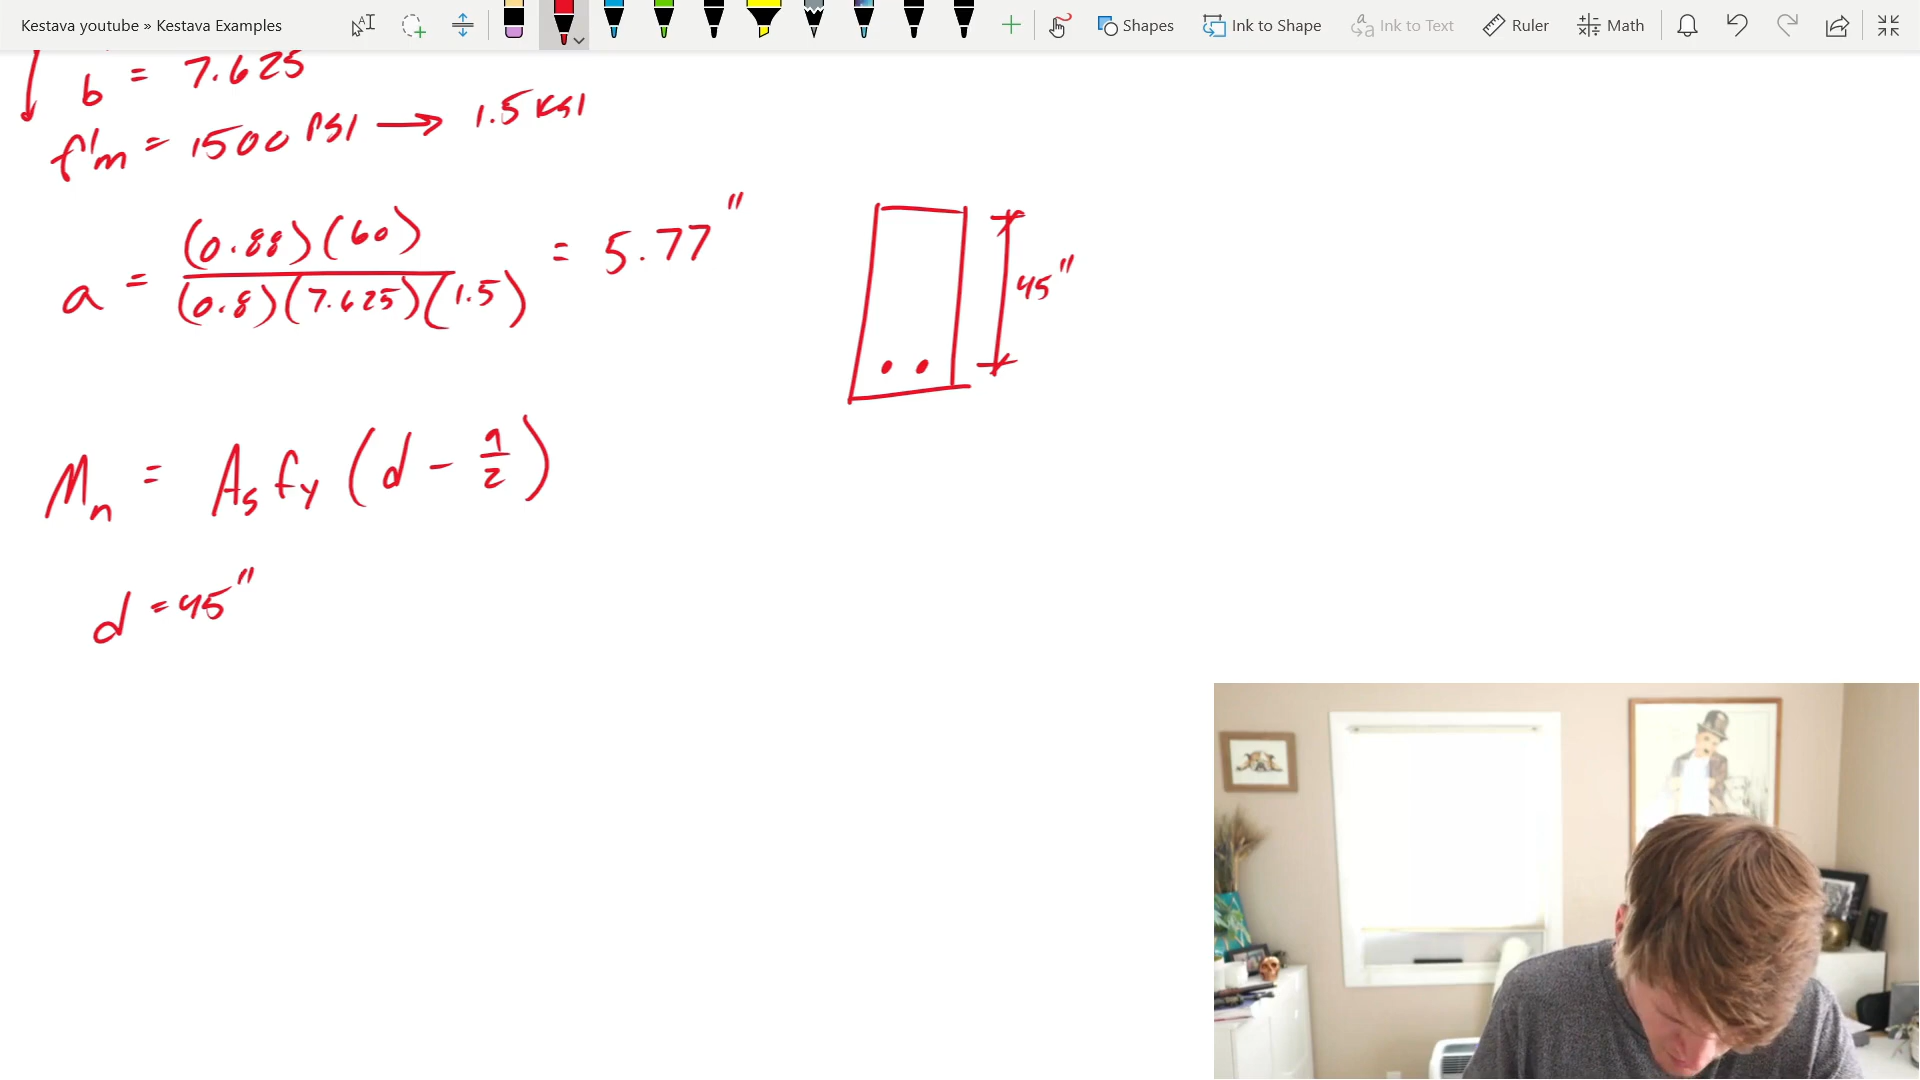 Kestava youtube » Kestava Examples
Shapes
Ink to Shape
Ink to Text
Ruler
Math
b = 7.625
f'm = 1500 PSI → 1.5 KSI
a = (0.88)(60) / (0.8)(7.625)(1.5) = 5.77"
45"
Mn = As fy (d - a/2)
d = 45"